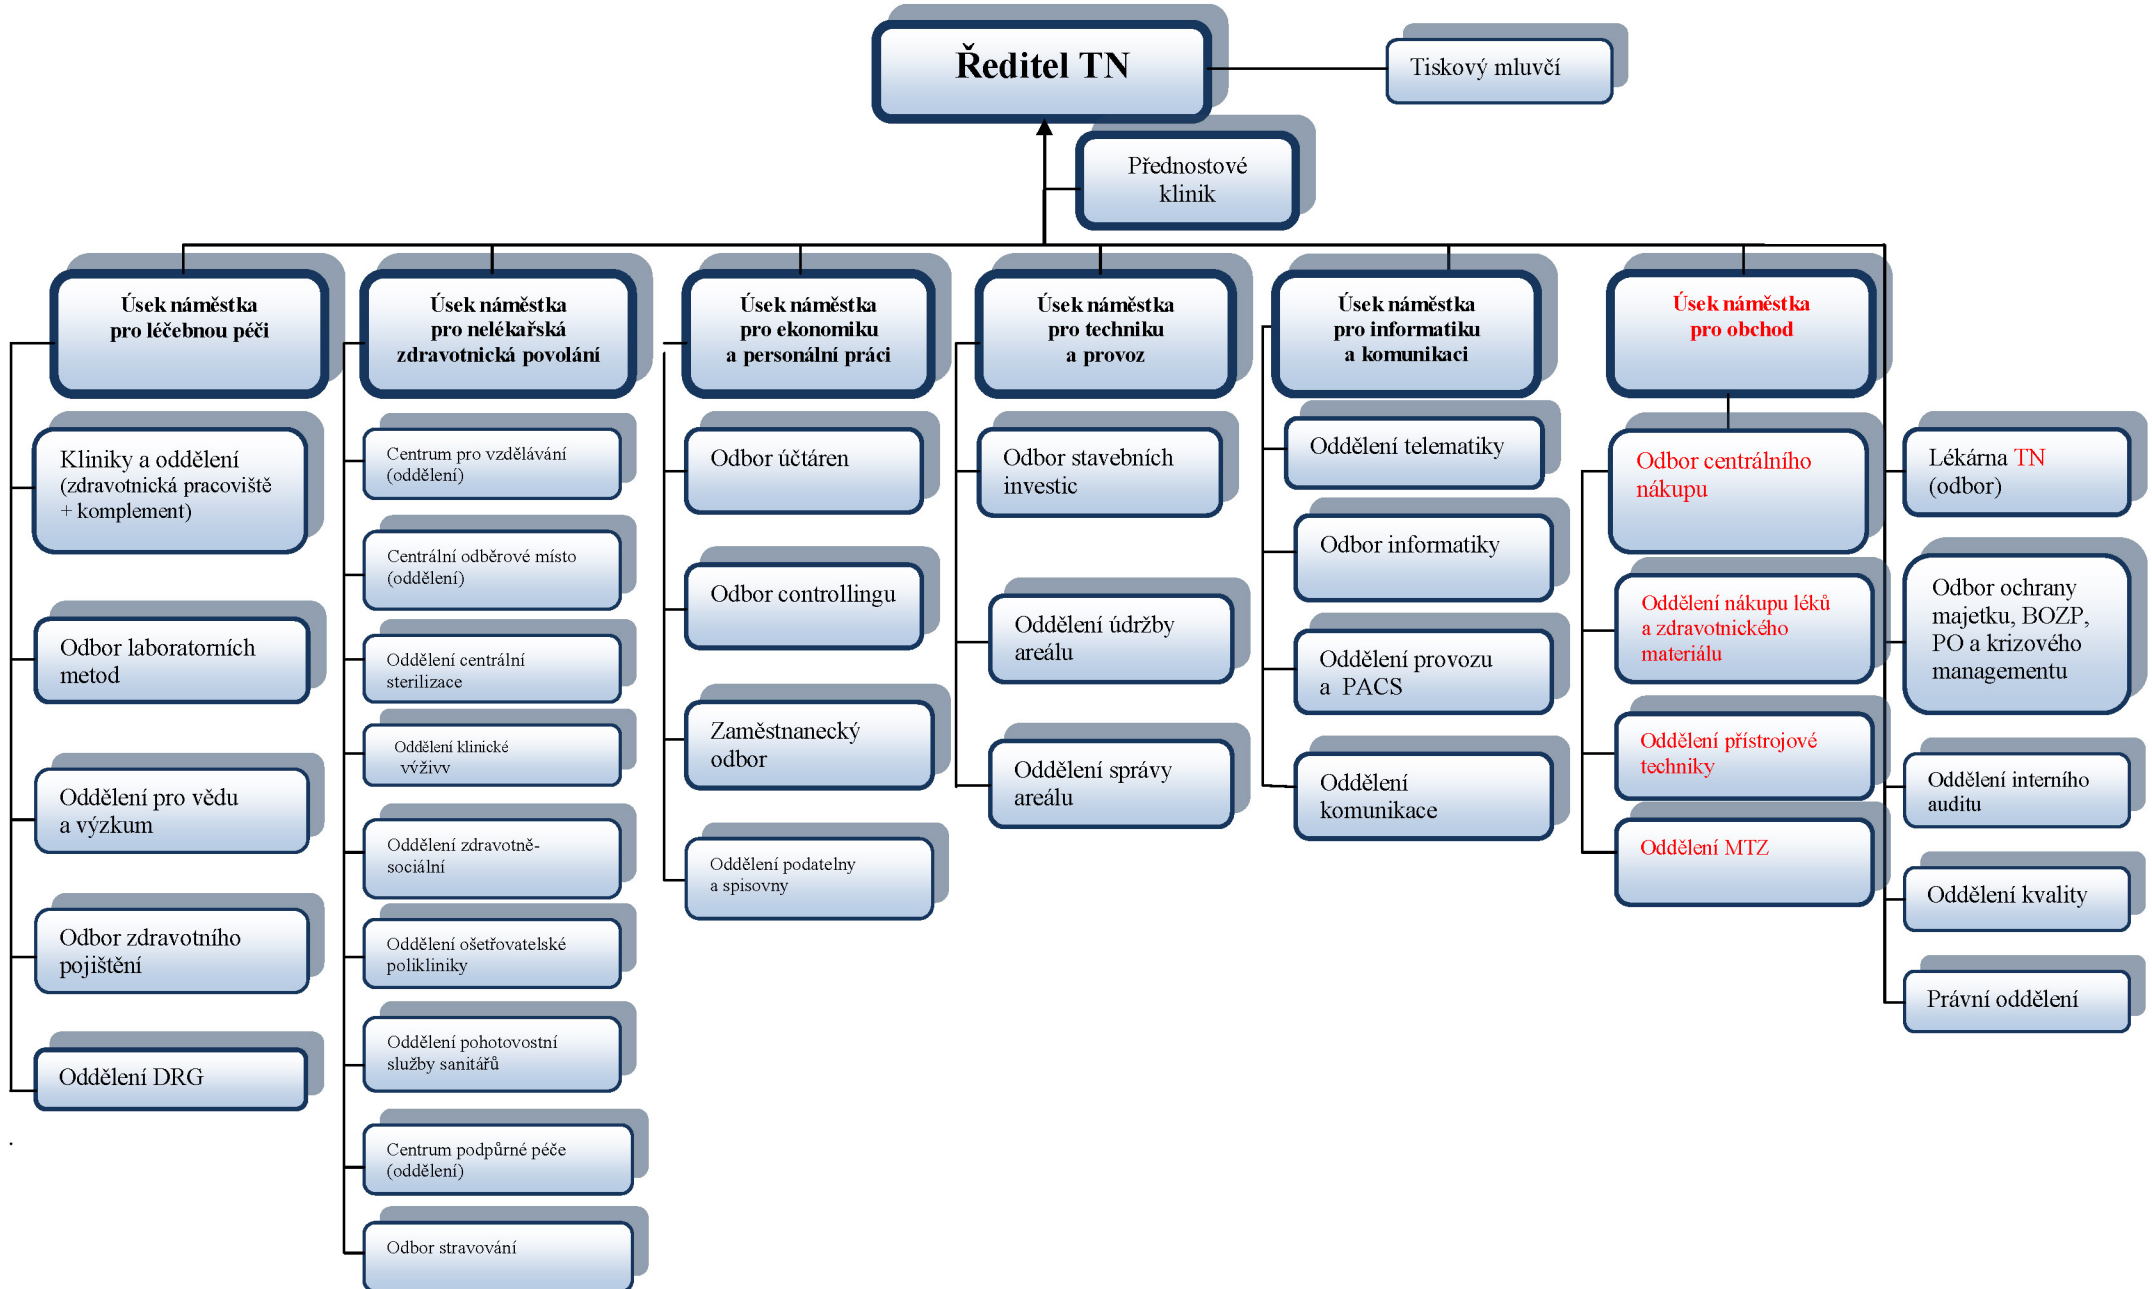 Ředitel TN
Tiskový mluvčí
Přednostové
klinik
Úsek náměstka
pro léčebnou péči
Kliniky a oddělení
(zdravotnická pracoviště
+ komplement)
Odbor laboratorních
metod
Oddělení pro vědu
a výzkum
Odbor zdravotního
pojištění
Oddělení DRG
.
Úsek náměstka
pro nelékařská
zdravotnická povolání
Centrum pro vzdělávání
(oddělení)
Centrální odběrové místo
(oddělení)
Oddělení centrální
sterilizace
Oddělení klinické
výživv
Oddělení zdravotně-
sociální
Oddělení ošetřovatelské
polikliniky
Oddělení pohotovostní
služby sanitářů
Centrum podpůrné péče
(oddělení)
Odbor stravování
Úsek náměstka
pro ekonomiku
a personální práci
Odbor účtáren
Odbor controllingu
Zaměstnanecký
odbor
Oddělení podatelny
a spisovny
Úsek náměstka
pro techniku
a provoz
Odbor stavebních
investic
Oddělení údržby
areálu
Oddělení správy
areálu
Úsek náměstka
pro informatiku
a komunikaci
Oddělení telematiky
Odbor informatiky
Oddělení provozu
a PACS
Oddělení
komunikace
Úsek náměstka
pro obchod
Odbor centrálního
nákupu
Oddělení nákupu léků
a zdravotnického
materiálu
Oddělení přístrojové
techniky
Oddělení MTZ
Lékárna TN
(odbor)
Odbor ochrany
majetku, BOZP,
PO a krizového
managementu
Oddělení interního
auditu
Oddělení kvality
Právní oddělení